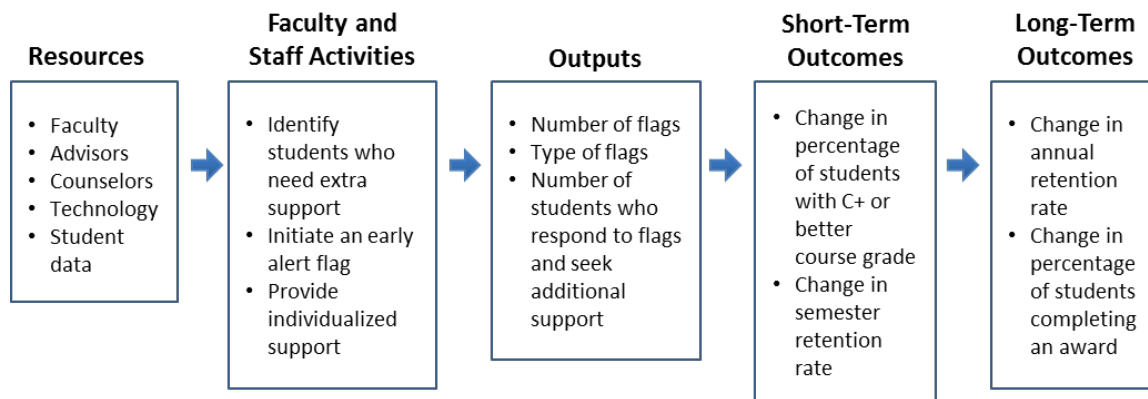 Resources
• Faculty
• Advisors
• Counselors
• Technology
• Student
data
Faculty and
Staff Activities
• Identify
students who
need extra
support
• Initiate an early
alert flag
• Provide
individualized
support
Outputs
• Number of flags
• Type of flags
• Number of
students who
respond to flags
and seek
additional
support
Short-Term
Outcomes
• Change in
percentage
of students
with C+ or
better
course grade
• Change in
semester
retention
rate
Long-Term
Outcomes
• Change in
annual
retention
rate
• Change in
percentage
of students
completing
an award